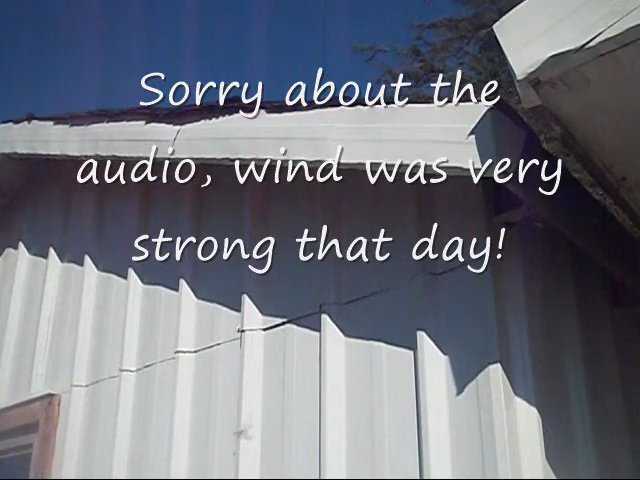 Sorry about the
audio, wind was very
strong that day!